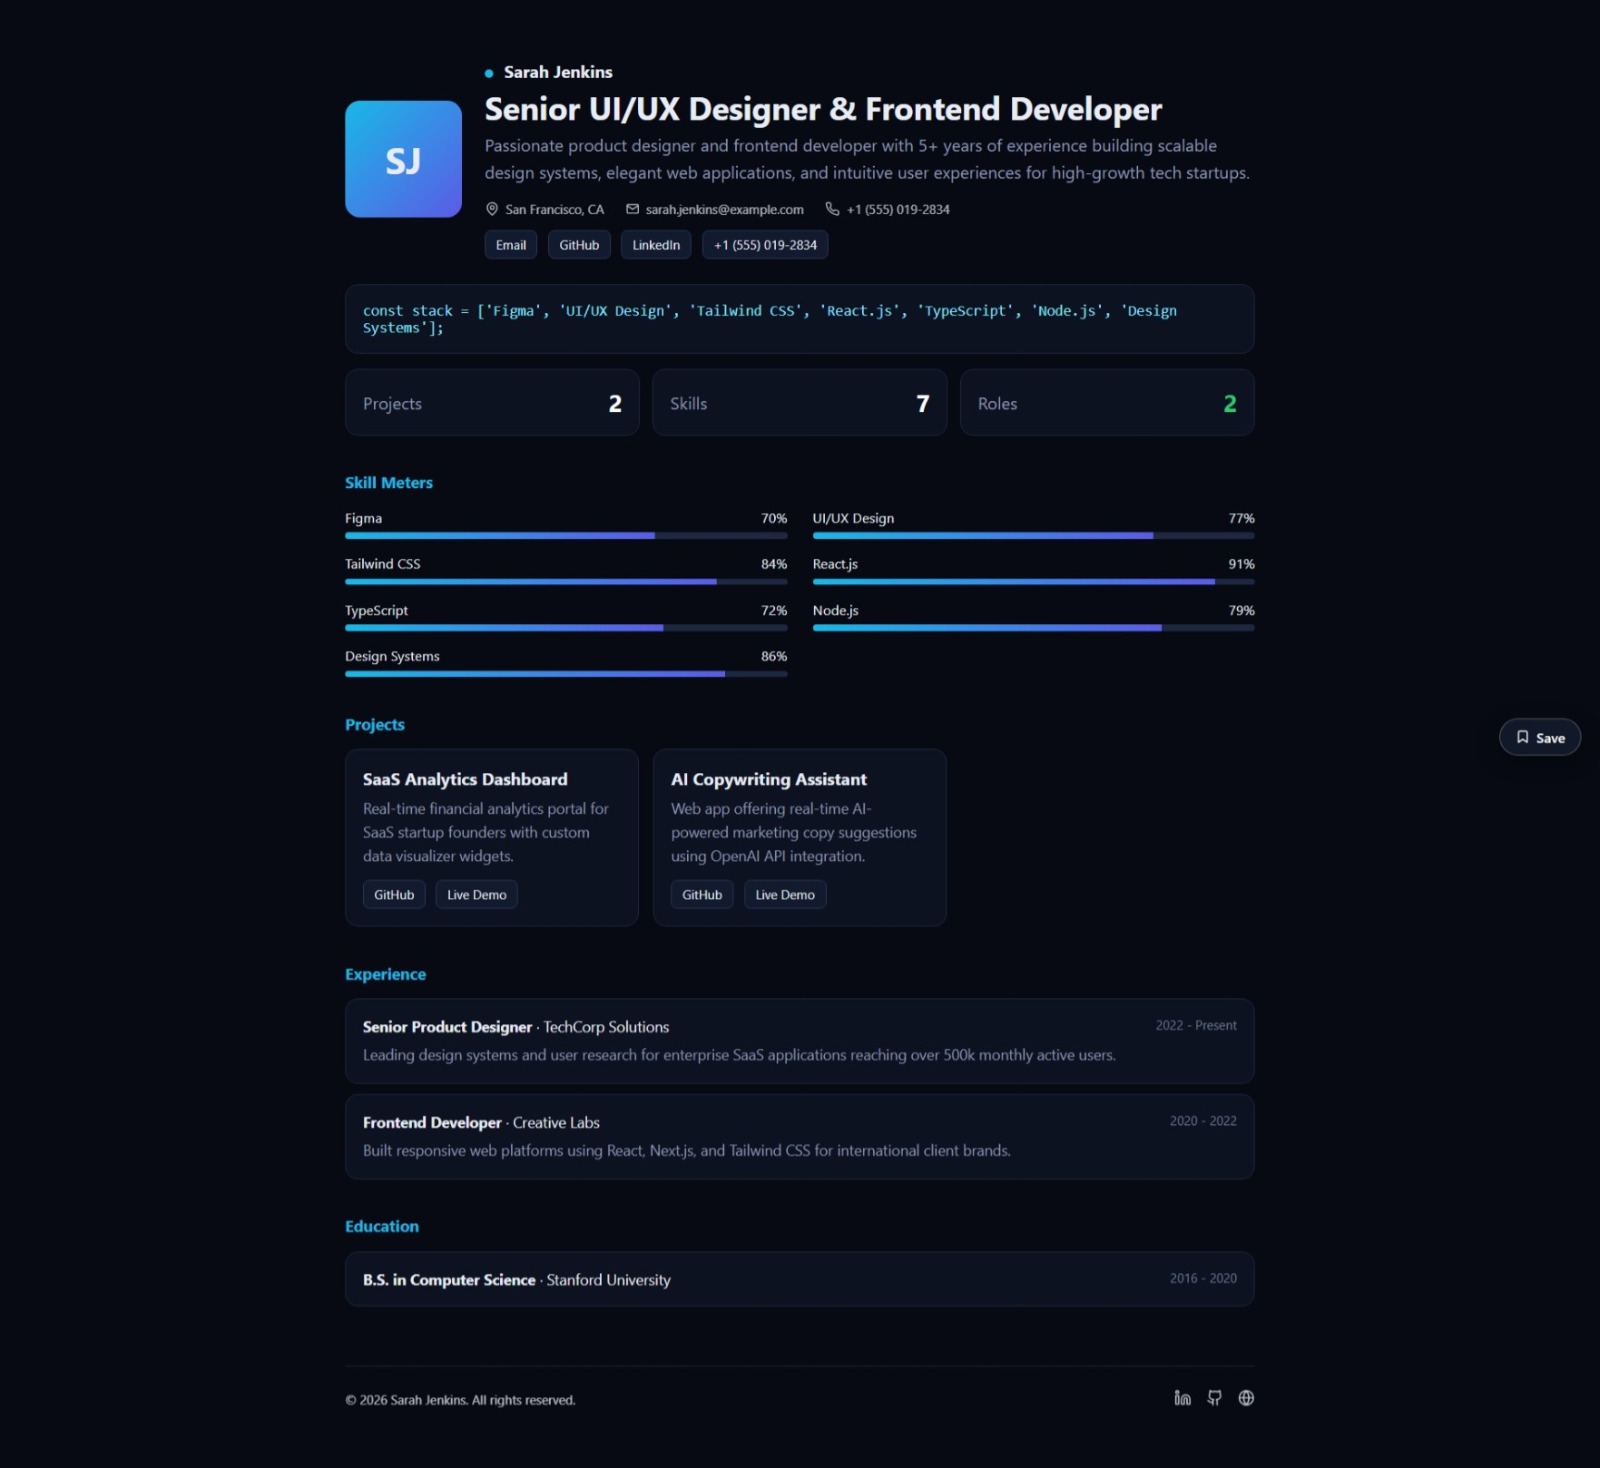 Sarah Jenkins
SJ
Senior UI/UX Designer & Frontend Developer
Passionate product designer and frontend developer with 5+ years of experience building scalable
design systems, elegant web applications, and intuitive user experiences for high-growth tech startups.
San Francisco, CA sarah.jenkins@example.com +1 (555) 019-2834
Email GitHub LinkedIn +1 (555) 019-2834
const stack = ['Figma', 'UI/UX Design', 'Tailwind CSS', 'React.js', 'TypeScript', 'Node.js', 'Design
Systems'];
Projects 2 Skills 7 Roles 2
Skill Meters
Figma 70% UI/UX Design 77%
Tailwind CSS 84% React.js 91%
TypeScript 72% Node.js 79%
Design Systems 86%
Projects
Save
SaaS Analytics Dashboard
Real-time financial analytics portal for
SaaS startup founders with custom
data visualizer widgets.
GitHub Live Demo
AI Copywriting Assistant
Web app offering real-time AI-
powered marketing copy suggestions
using OpenAI API integration.
GitHub Live Demo
Experience
Senior Product Designer · TechCorp Solutions 2022 - Present
Leading design systems and user research for enterprise SaaS applications reaching over 500k monthly active users.
Frontend Developer · Creative Labs 2020 - 2022
Built responsive web platforms using React, Next.js, and Tailwind CSS for international client brands.
Education
B.S. in Computer Science · Stanford University 2016 - 2020
© 2026 Sarah Jenkins. All rights reserved.